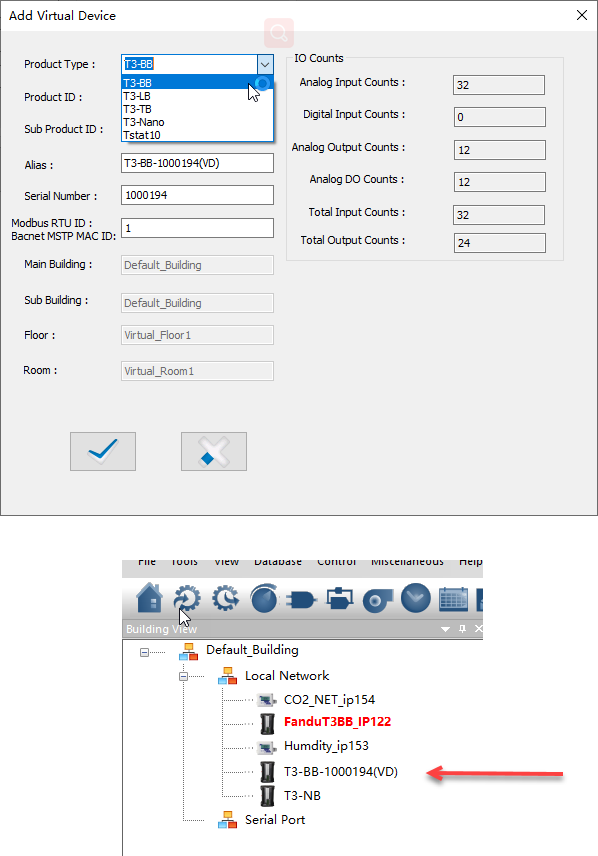 Add Virtual Device
Product Type :
T3-BB
T3-BB
T3-LB
T3-TB
T3-Nano
Tstat10
Product ID :
Sub Product ID :
Alias :
T3-BB-1000194(VD)
Serial Number :
1000194
Modbus RTU ID :
Bacnet MSTP MAC ID:
1
Main Building :
Default_Building
Sub Building :
Default_Building
Floor :
Virtual_Floor1
Room :
Virtual_Room1
IO Counts
Analog Input Counts :
32
Digital Input Counts :
0
Analog Output Counts :
12
Analog DO Counts :
12
Total Input Counts :
32
Total Output Counts :
24
File Tools View Database Control Miscellaneous Help
Building View
Default_Building
Local Network
CO2_NET_ip154
FanduT3BB_IP122
Humdity_ip153
T3-BB-1000194(VD)
T3-NB
Serial Port